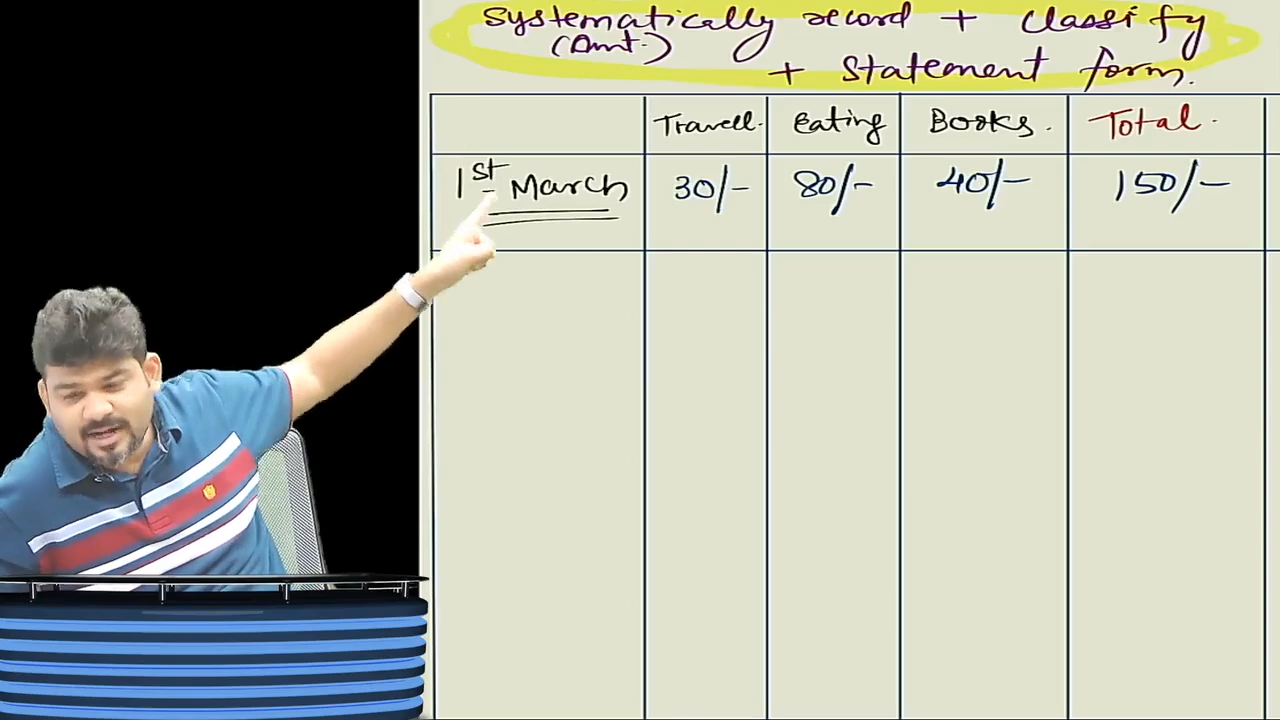 Systematically record + Classify
(Amt.)
+ Statement form.
Travell. Eating Books. Total.
1st March 30/- 80/- 40/- 150/-